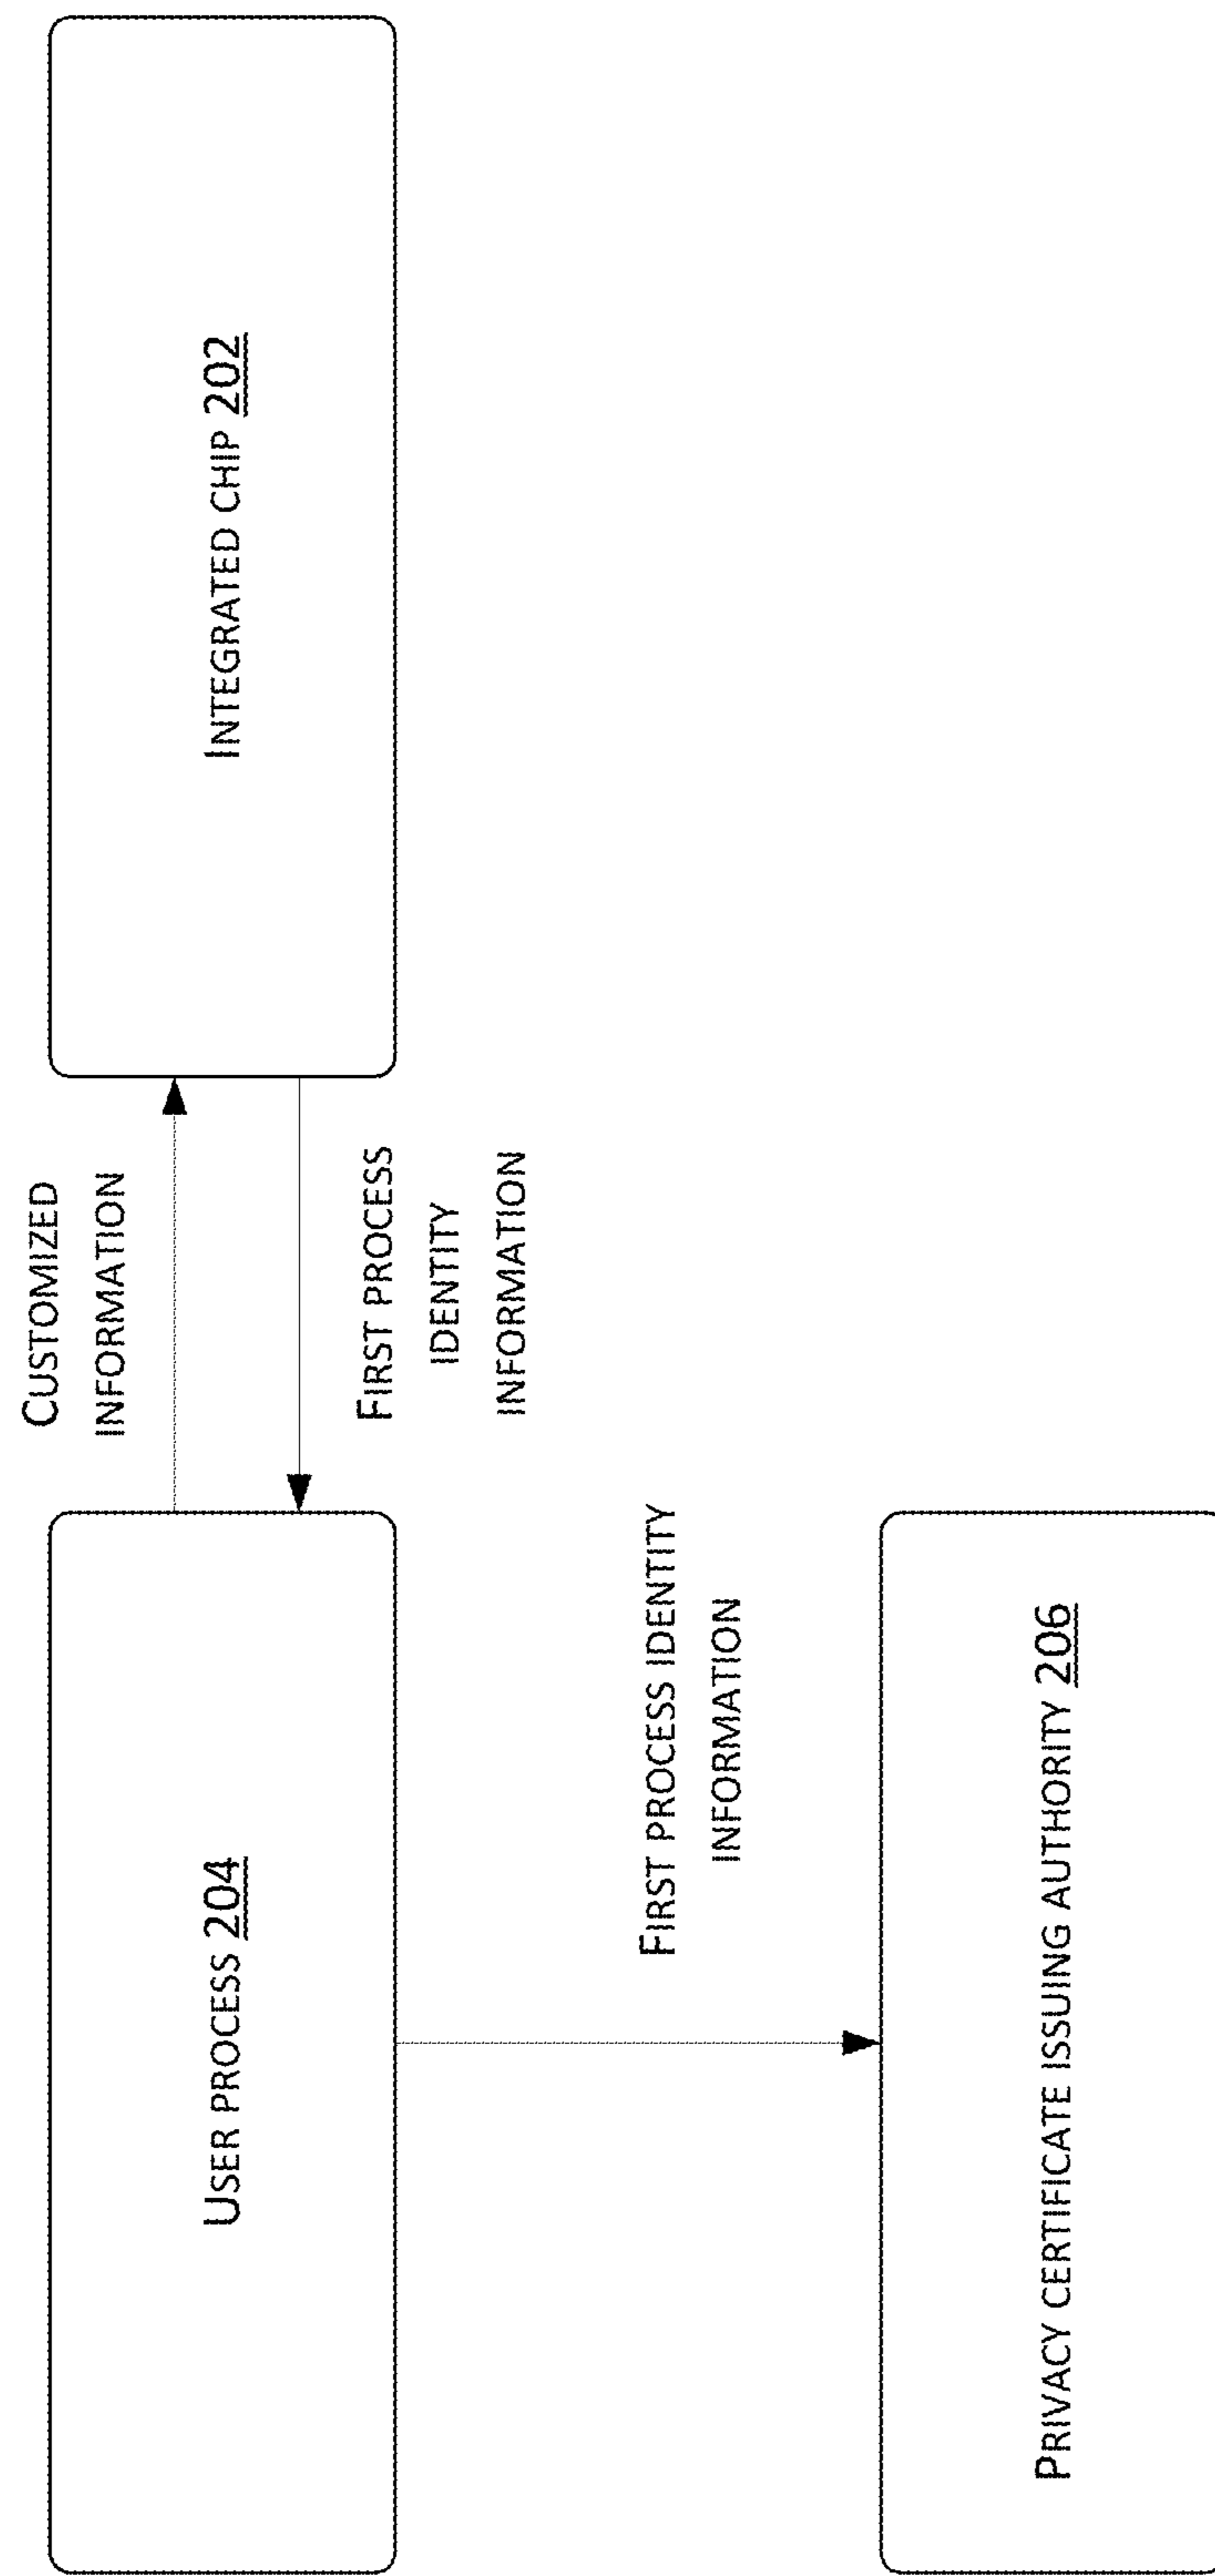 USER PROCESS 204
CUSTOMIZED
INFORMATION
FIRST PROCESS
IDENTITY
INFORMATION
INTEGRATED CHIP 202
FIRST PROCESS IDENTITY
INFORMATION
PRIVACY CERTIFICATE ISSUING AUTHORITY 206